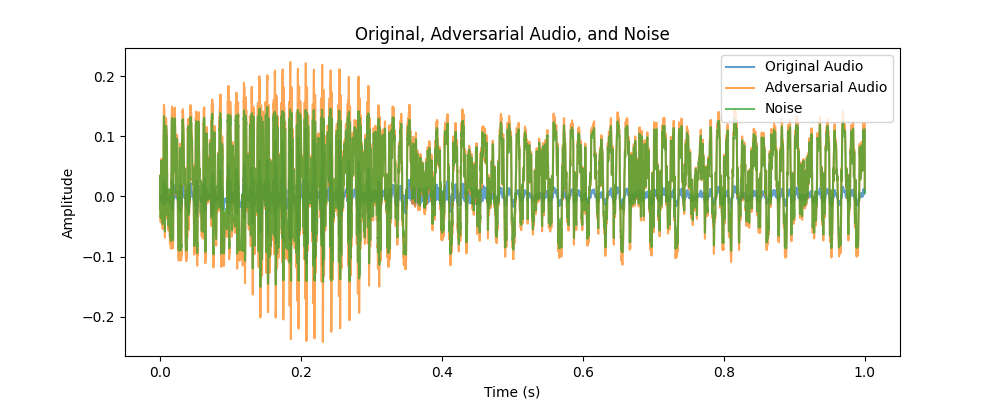 Original, Adversarial Audio, and Noise
Original Audio
Adversarial Audio
Noise
Amplitude
0.2
0.1
0.0
−0.1
−0.2
0.0 0.2 0.4 0.6 0.8 1.0
Time (s)